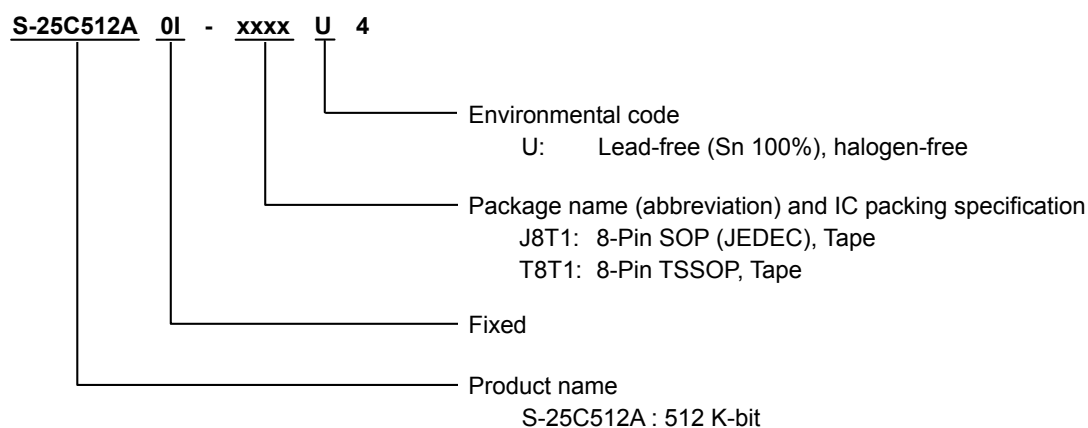 S-25C512A 0I - xxxx U 4
Environmental code
U: Lead-free (Sn 100%), halogen-free
Package name (abbreviation) and IC packing specification
J8T1: 8-Pin SOP (JEDEC), Tape
T8T1: 8-Pin TSSOP, Tape
Fixed
Product name
S-25C512A : 512 K-bit